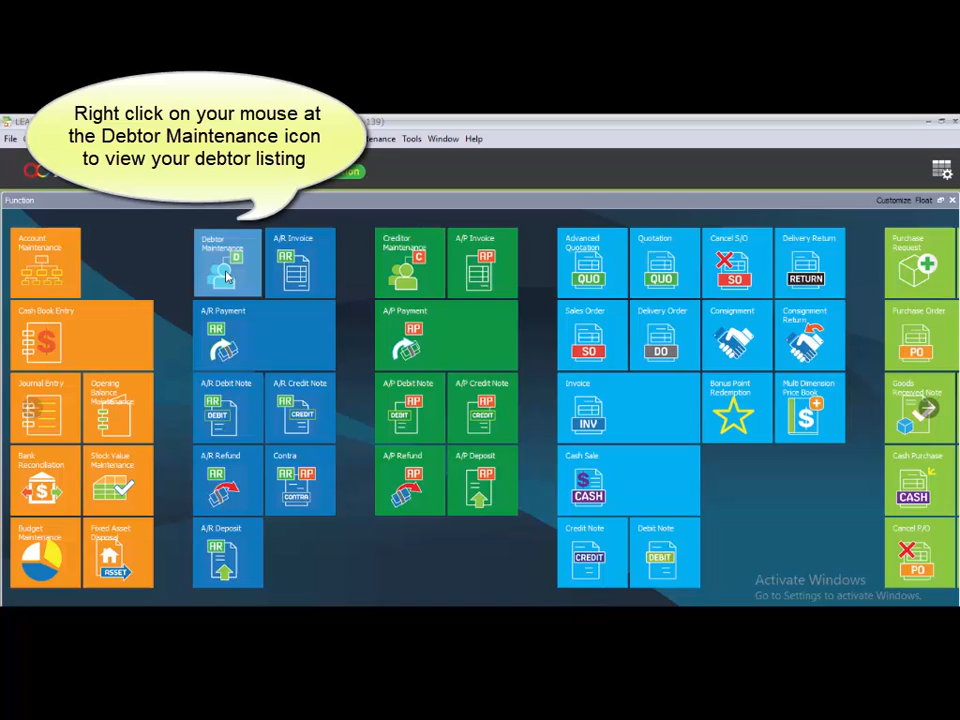 Right click on your mouse at
the Debtor Maintenance icon
to view your debtor listing
139)
File
Tools Window Help
Function
Customize Float
Account
Maintenance
Cash Book Entry
Journal Entry
Opening
Balance
Maintenance
Bank
Reconciliation
Stock Value
Maintenance
Budget
Maintenance
Fixed Asset
Disposal
ASSET
Debtor
Maintenance
D
A/R Invoice
AR
A/R Payment
AR
A/R Debit Note
AR
DEBIT
A/R Credit Note
AR
CREDIT
A/R Refund
AR
Contra
AR AP
CONTRA
A/R Deposit
AR
Creditor
Maintenance
C
A/P Invoice
AP
A/P Payment
AP
A/P Debit Note
AP
DEBIT
A/P Credit Note
AP
CREDIT
A/P Refund
AP
A/P Deposit
AP
Advanced
Quotation
QUO
Quotation
QUO
Cancel S/O
SO
Delivery Return
RETURN
Sales Order
SO
Delivery Order
DO
Consignment
Consignment
Return
Invoice
INV
Bonus Point
Redemption
Multi Dimension
Price Book
Cash Sale
CASH
Credit Note
CREDIT
Debit Note
DEBIT
Purchase
Request
Purchase Order
PO
Goods
Received Note
Cash Purchase
CASH
Cancel P/O
PO
Activate Windows
Go to Settings to activate Windows.